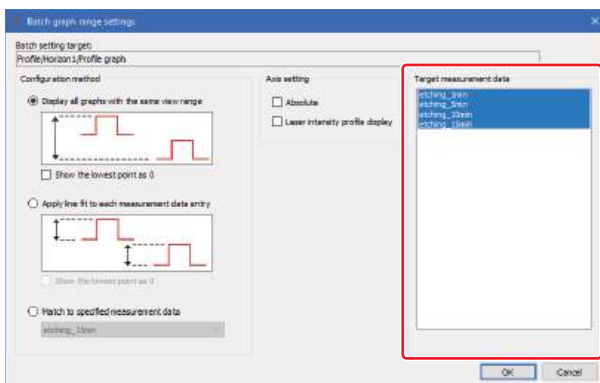 Batch graph range settings
Batch setting target:
Profile/Horizon1/Profile graph
Configuration method
Display all graphs with the same view range
Show the lowest point as 0
Apply line fit to each measurement data entry
Show the lowest point as 0
Match to specified measurement data
etching_15min
Axis setting
Absolute
Laser intensity profile display
Target measurement data
etching_3min
etching_5min
etching_10min
etching_15min
OK
Cancel